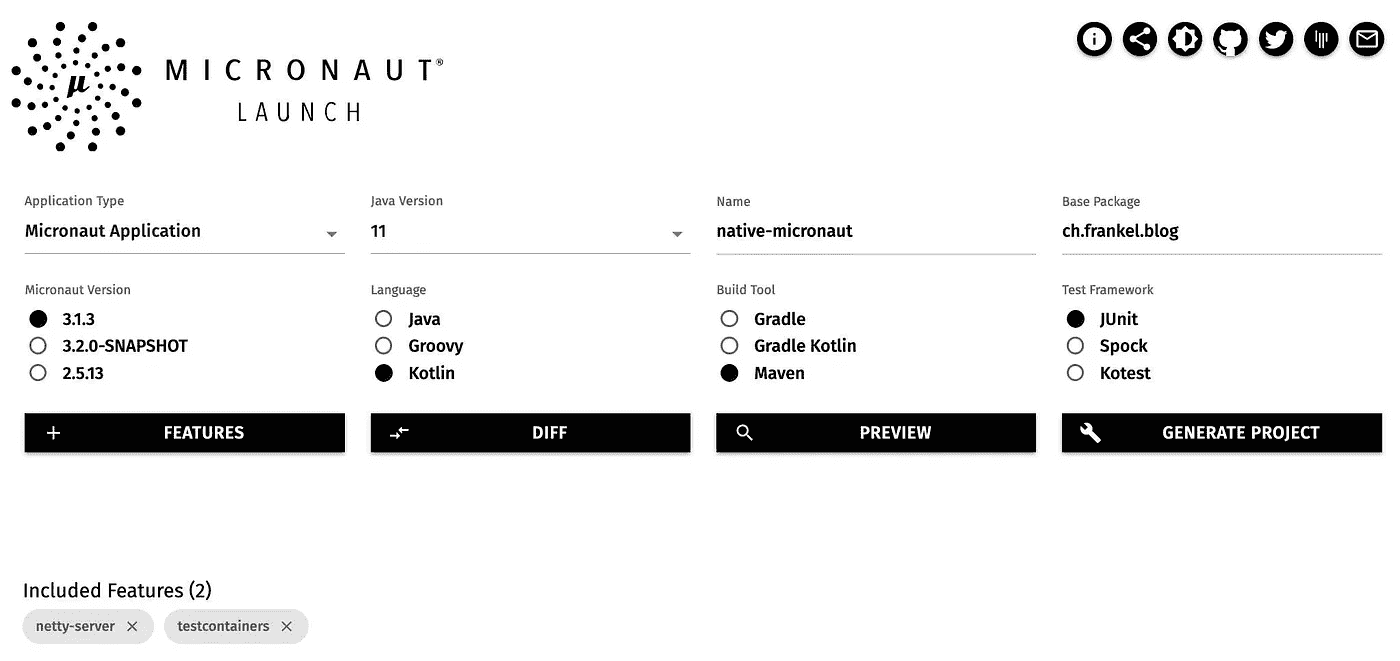 μ
MICRONAUT®
LAUNCH
Application Type
Micronaut Application
Java Version
11
Name
native-micronaut
Base Package
ch.frankel.blog
Micronaut Version
3.1.3
3.2.0-SNAPSHOT
2.5.13
Language
Java
Groovy
Kotlin
Build Tool
Gradle
Gradle Kotlin
Maven
Test Framework
JUnit
Spock
Kotest
FEATURES
DIFF
PREVIEW
GENERATE PROJECT
Included Features (2)
netty-server
testcontainers